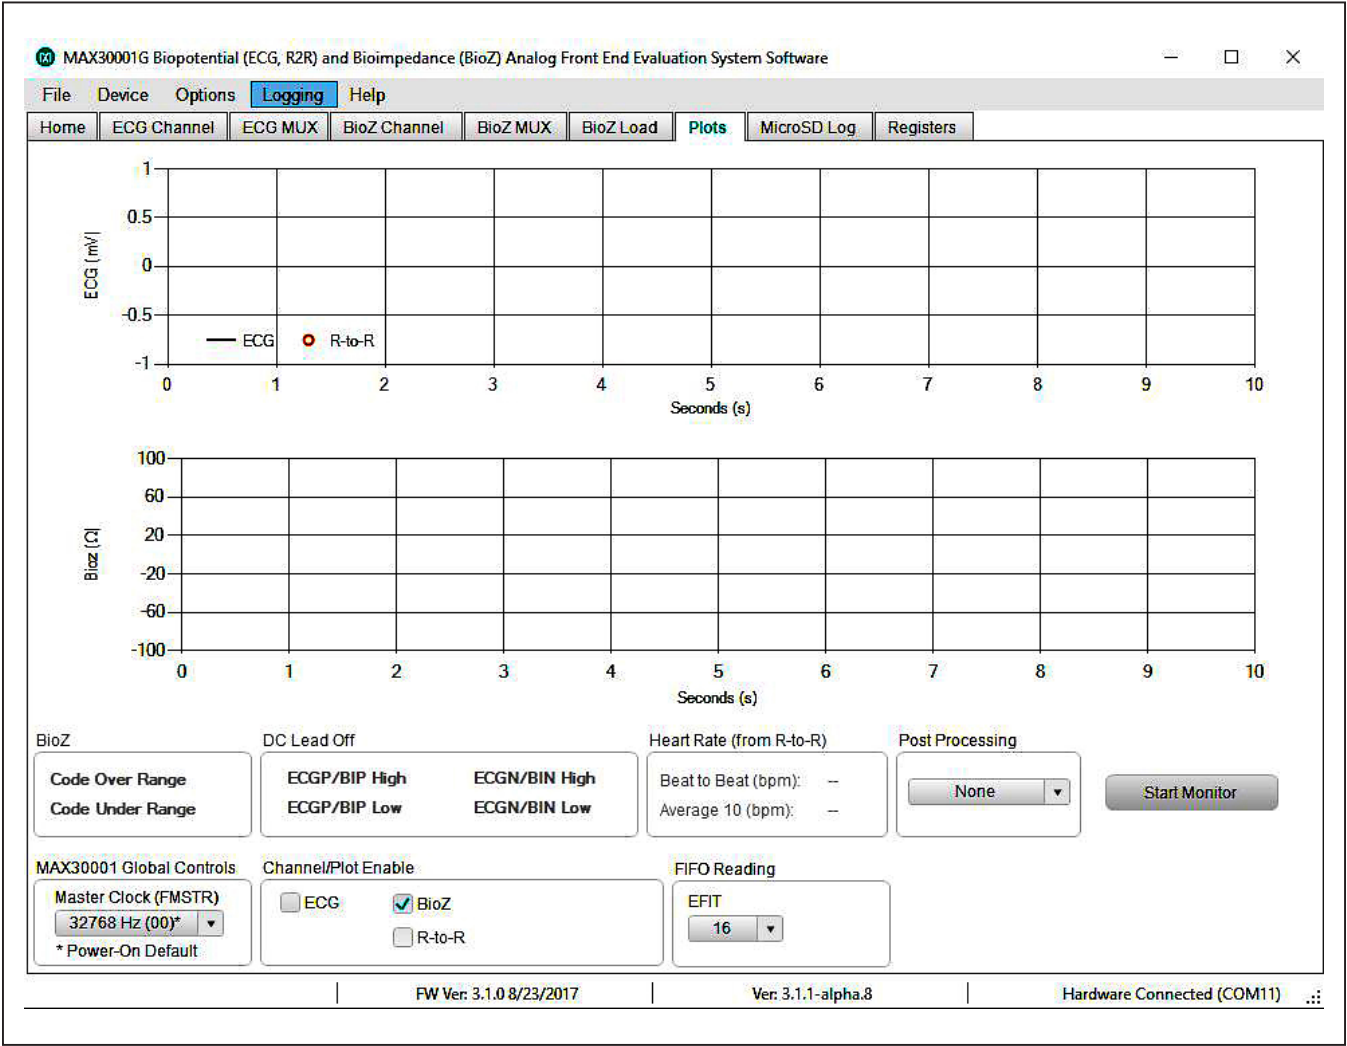 MAX30001G Biopotential (ECG, R2R) and Bioimpedance (BioZ) Analog Front End Evaluation System Software
File Device Options Logging Help
Home ECG Channel ECG MUX BioZ Channel BioZ MUX BioZ Load Plots MicroSD Log Registers
1
0.5
0
-0.5
-1
ECG (mV)
ECG R-to-R
0 1 2 3 4 5 6 7 8 9 10
Seconds (s)
100
60
20
-20
-60
-100
Bioz (Ω)
0 1 2 3 4 5 6 7 8 9 10
Seconds (s)
BioZ
Code Over Range
Code Under Range
DC Lead Off
ECGP/BIP High ECGN/BIN High
ECGP/BIP Low ECGN/BIN Low
Heart Rate (from R-to-R)
Beat to Beat (bpm): --
Average 10 (bpm): --
Post Processing
None
Start Monitor
MAX30001 Global Controls
Master Clock (FMSTR)
32768 Hz (00)*
* Power-On Default
Channel/Plot Enable
ECG BioZ
R-to-R
FIFO Reading
EFIT
16
FW Ver: 3.1.0 8/23/2017 Ver: 3.1.1-alpha.8 Hardware Connected (COM11)